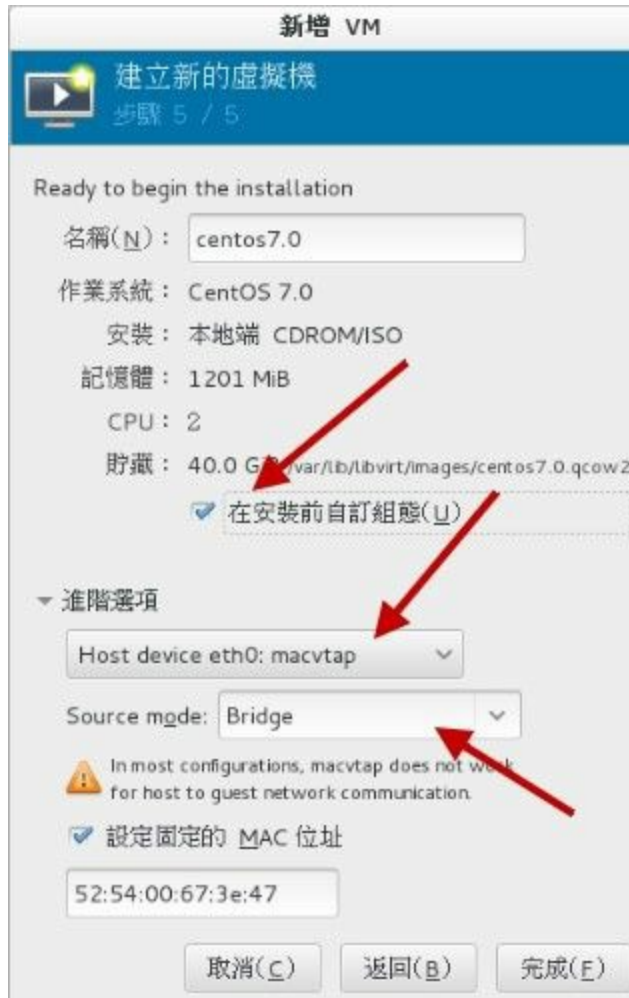 新增 VM
建立新的虛擬機
步驟 5 / 5
Ready to begin the installation
名稱(N)： centos7.0
作業系統： CentOS 7.0
安裝： 本地端 CDROM/ISO
記憶體： 1201 MiB
CPU： 2
貯藏： 40.0 /var/lib/libvirt/images/centos7.0.qcow2
在安裝前自訂組態(U)
進階選項
Host device eth0: macvtap
Source mode: Bridge
In most configurations, macvtap does not work
for host to guest network communication.
設定固定的 MAC 位址
52:54:00:67:3e:47
取消(C) 返回(B) 完成(F)